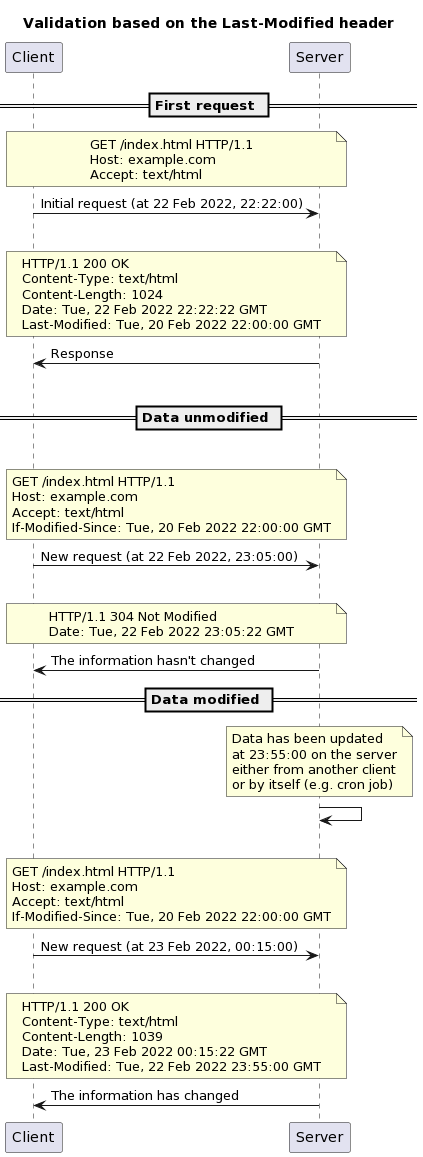 Validation based on the Last-Modified header
Client
Server
First request
GET /index.html HTTP/1.1
Host: example.com
Accept: text/html
Initial request (at 22 Feb 2022, 22:22:00)
HTTP/1.1 200 OK
Content-Type: text/html
Content-Length: 1024
Date: Tue, 22 Feb 2022 22:22:22 GMT
Last-Modified: Tue, 20 Feb 2022 22:00:00 GMT
Response
Data unmodified
GET /index.html HTTP/1.1
Host: example.com
Accept: text/html
If-Modified-Since: Tue, 20 Feb 2022 22:00:00 GMT
New request (at 22 Feb 2022, 23:05:00)
HTTP/1.1 304 Not Modified
Date: Tue, 22 Feb 2022 23:05:22 GMT
The information hasn't changed
Data modified
Data has been updated
at 23:55:00 on the server
either from another client
or by itself (e.g. cron job)
GET /index.html HTTP/1.1
Host: example.com
Accept: text/html
If-Modified-Since: Tue, 20 Feb 2022 22:00:00 GMT
New request (at 23 Feb 2022, 00:15:00)
HTTP/1.1 200 OK
Content-Type: text/html
Content-Length: 1039
Date: Tue, 23 Feb 2022 00:15:22 GMT
Last-Modified: Tue, 22 Feb 2022 23:55:00 GMT
The information has changed
Client
Server